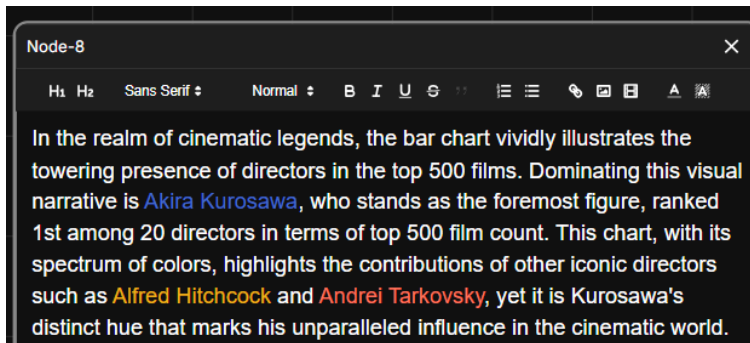 Node-8
H1 H2 Sans Serif Normal B I U S A A
In the realm of cinematic legends, the bar chart vividly illustrates the
towering presence of directors in the top 500 films. Dominating this visual
narrative is Akira Kurosawa, who stands as the foremost figure, ranked
1st among 20 directors in terms of top 500 film count. This chart, with its
spectrum of colors, highlights the contributions of other iconic directors
such as Alfred Hitchcock and Andrei Tarkovsky, yet it is Kurosawa's
distinct hue that marks his unparalleled influence in the cinematic world.